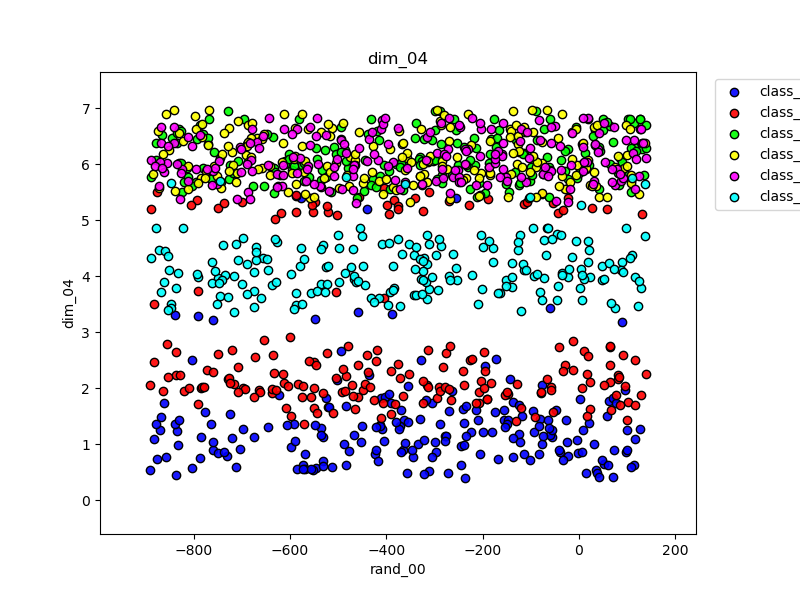 dim_04
7
6
5
4
3
2
1
0
dim_04
−800
−600
−400
−200
0
200
rand_00
class_
class_
class_
class_
class_
class_